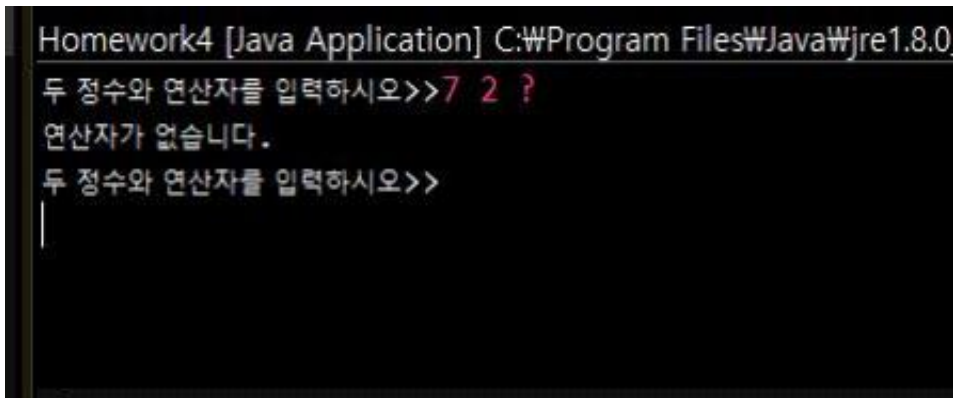 Homework4 [Java Application] C:₩Program Files₩Java₩jre1.8.0_
두 정수와 연산자를 입력하시오>>7 2 ?
연산자가 없습니다.
두 정수와 연산자를 입력하시오>>